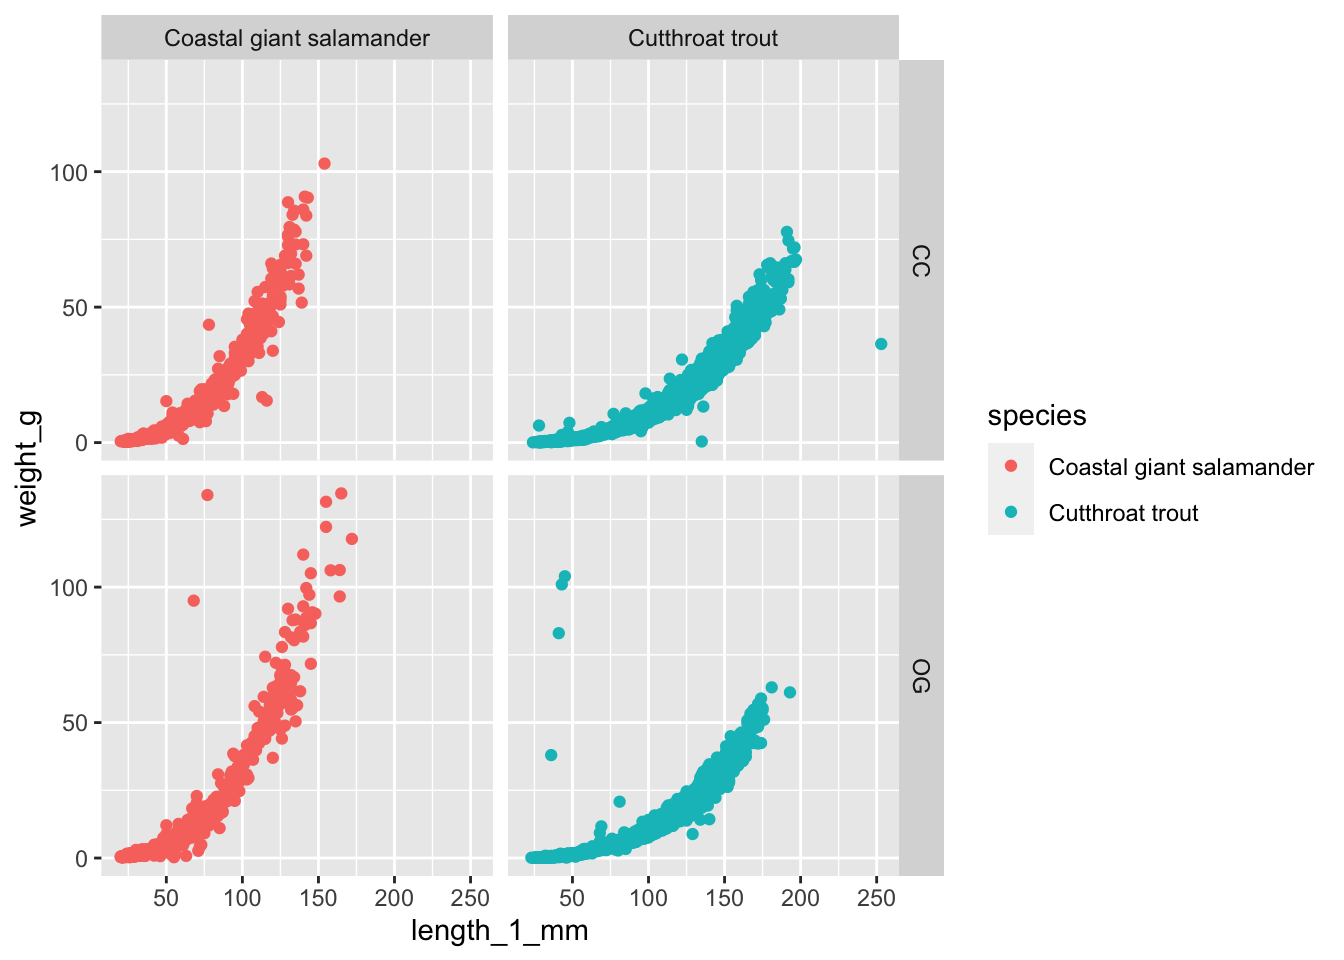 Coastal giant salamander
Cutthroat trout
CC
OG
100
50
0
100
50
0
weight_g
50 100 150 200 250
50 100 150 200 250
length_1_mm
species
Coastal giant salamander
Cutthroat trout